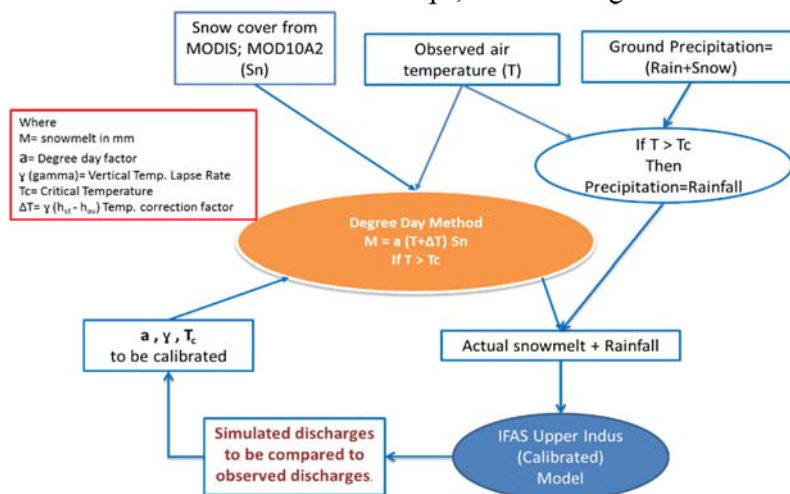 Snow cover from
MODIS; MOD10A2
(Sn)
Observed air
temperature (T)
Ground Precipitation=
(Rain+Snow)
Where
M= snowmelt in mm
a= Degree day factor
γ (gamma)= Vertical Temp. Lapse Rate
Tc= Critical Temperature
ΔT= γ (hst - hav) Temp. correction factor
If T > Tc
Then
Precipitation=Rainfall
Degree Day Method
M = a (T+ΔT) Sn
If T > Tc
a , γ , Tc
to be calibrated
Actual snowmelt + Rainfall
Simulated discharges
to be compared to
observed discharges.
IFAS Upper Indus
(Calibrated)
Model